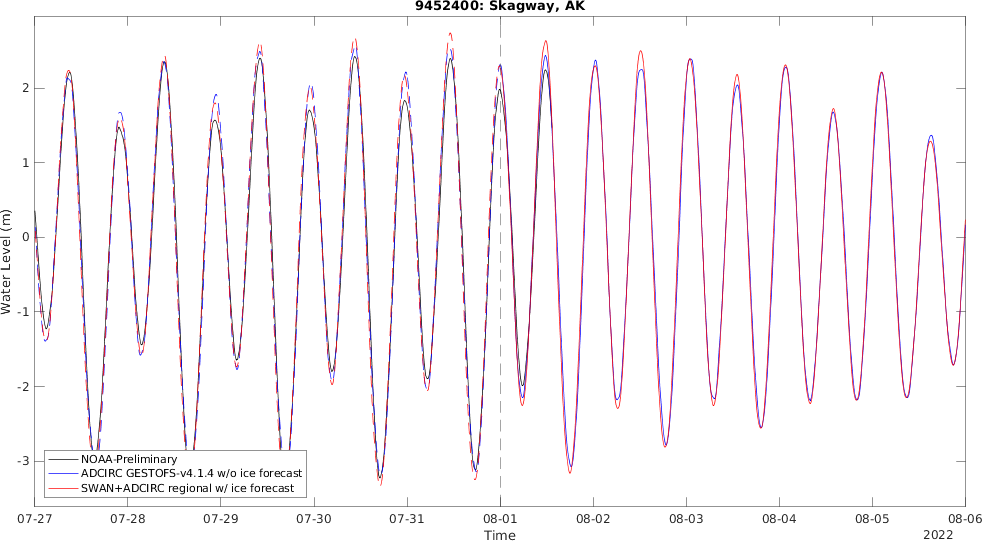 9452400: Skagway, AK
Water Level (m)
2
1
0
-1
-2
-3
NOAA-Preliminary
ADCIRC GESTOFS-v4.1.4 w/o ice forecast
SWAN+ADCIRC regional w/ ice forecast
07-27 07-28 07-29 07-30 07-31 08-01 08-02 08-03 08-04 08-05 08-06
Time
2022